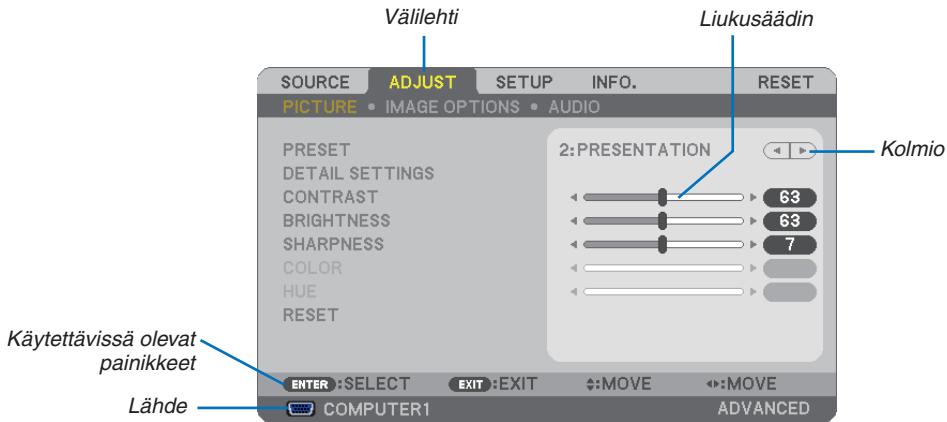 Välilehti
Liukusäädin
SOURCE ADJUST SETUP INFO. RESET
PICTURE • IMAGE OPTIONS • AUDIO
PRESET 2:PRESENTATION
Kolmio
DETAIL SETTINGS
CONTRAST 63
BRIGHTNESS 63
SHARPNESS 7
COLOR
HUE
RESET
Käytettävissä olevat
painikkeet
ENTER :SELECT EXIT :EXIT :MOVE :MOVE
Lähde
COMPUTER1 ADVANCED